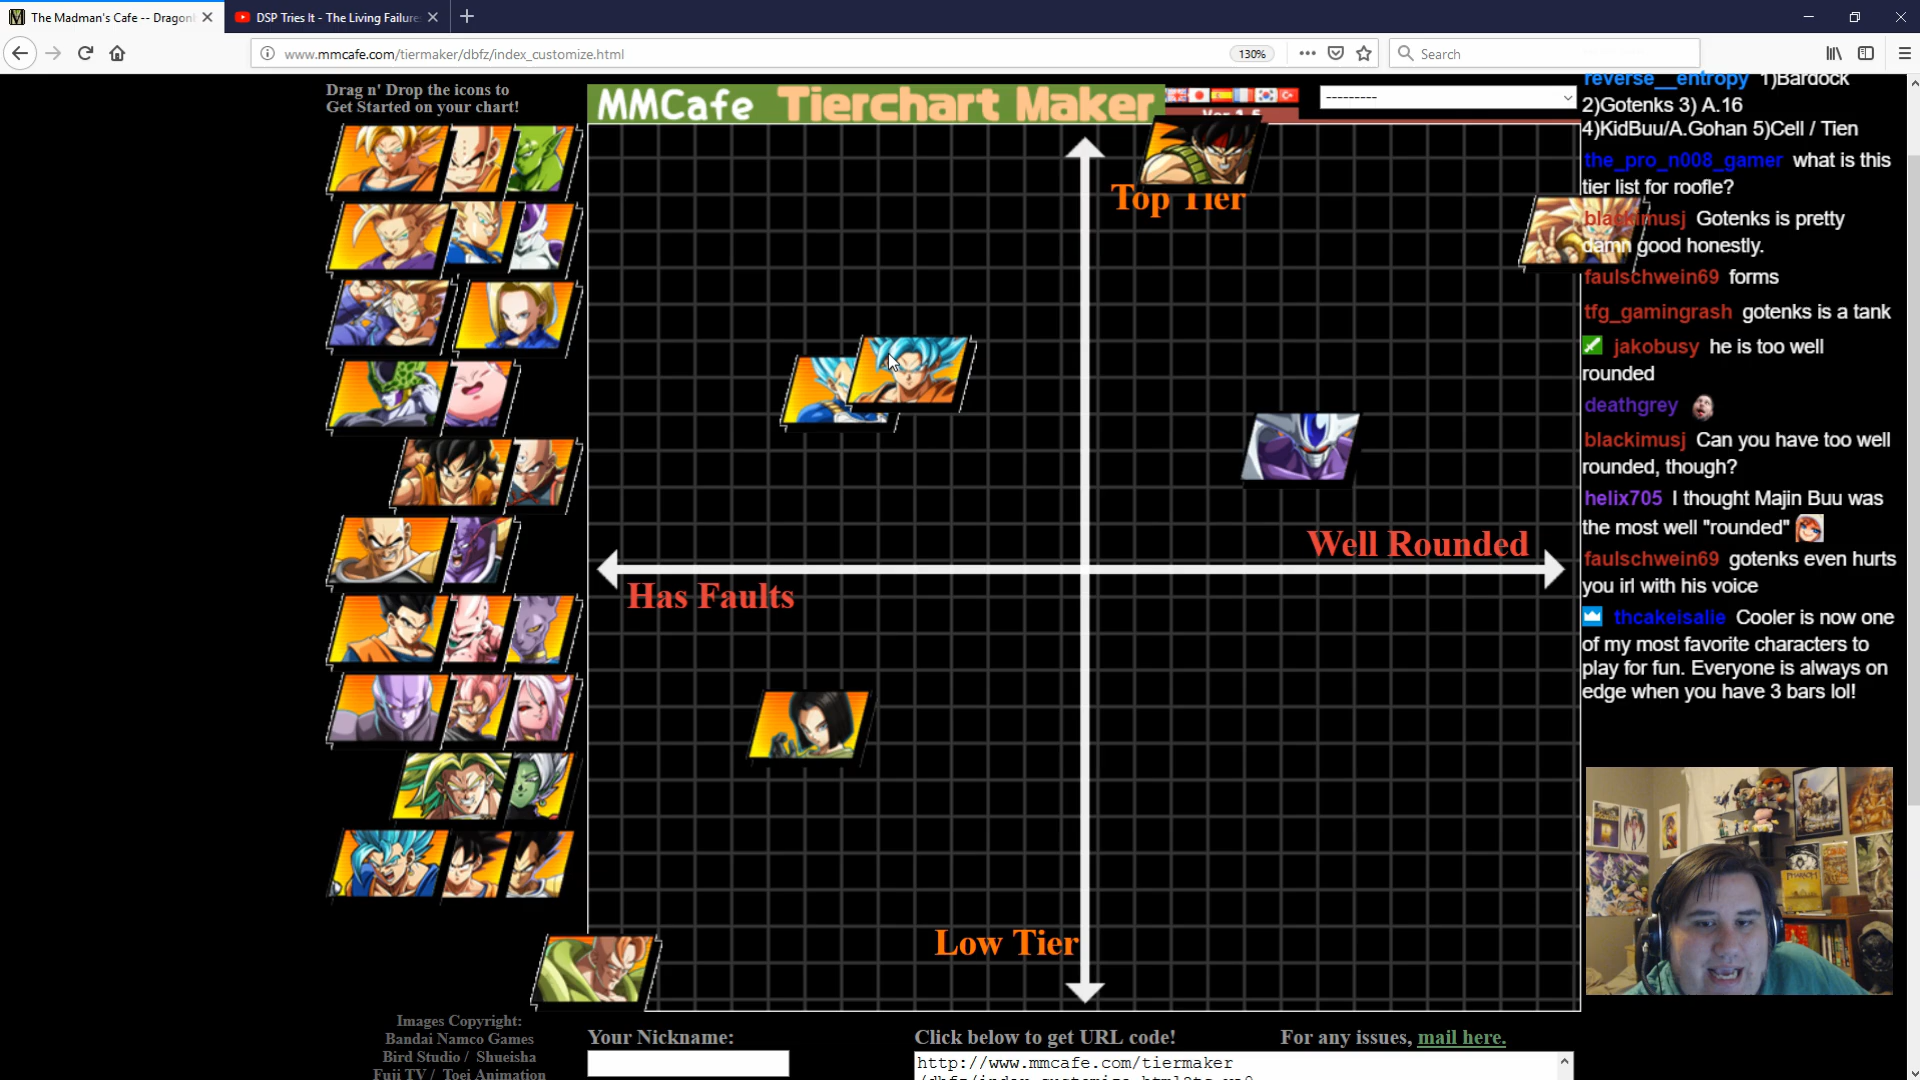 The Madman's Cafe -- Dragon
DSP Tries It - The Living Failure
www.mmcafe.com/tiermaker/dbfz/index_customize.html
130%
Search
Drag n' Drop the icons to
Get Started on your chart!
MMCafe Tierchart Maker
Ver 1.5
---------
Top Tier
Well Rounded
Has Faults
Low Tier
reverse__entropy 1)Bardock
2)Gotenks 3) A.16
4)KidBuu/A.Gohan 5)Cell / Tien
the_pro_n008_gamer what is this
tier list for roofle?
blackimusj Gotenks is pretty
damn good honestly.
faulschwein69 forms
tfg_gamingrash gotenks is a tank
jakobusy he is too well
rounded
deathgrey
blackimusj Can you have too well
rounded, though?
helix705 I thought Majin Buu was
the most well "rounded"
faulschwein69 gotenks even hurts
you irl with his voice
thcakeisalie Cooler is now one
of my most favorite characters to
play for fun. Everyone is always on
edge when you have 3 bars lol!
Images Copyright:
Bandai Namco Games
Bird Studio / Shueisha
Fuji TV / Toei Animation
Your Nickname:
Click below to get URL code!
For any issues, mail here.
http://www.mmcafe.com/tiermaker